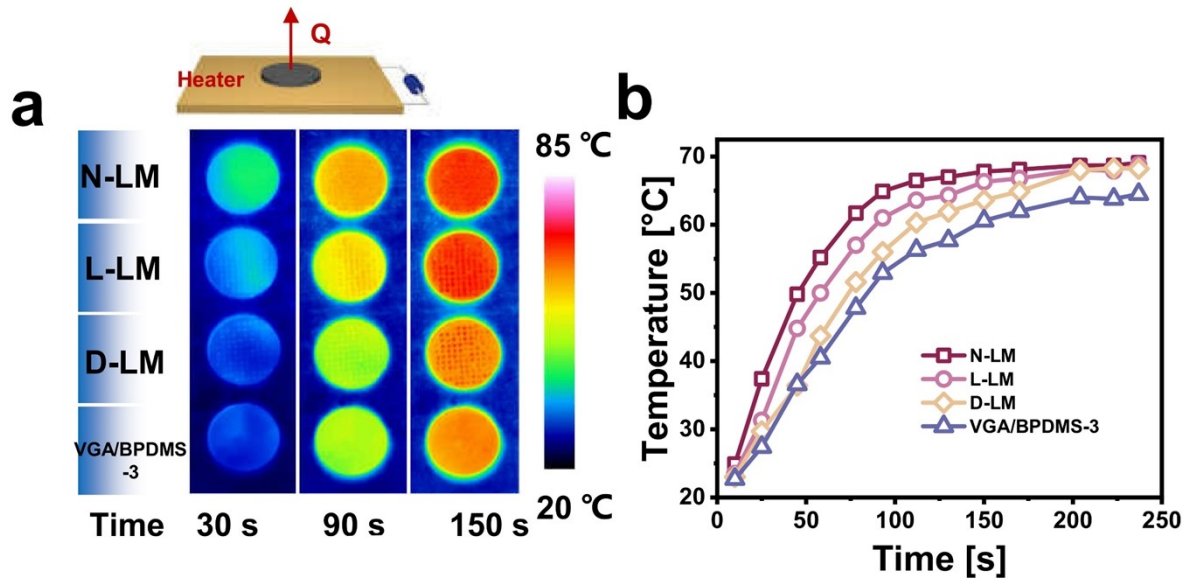 Q
Heater
a
N-LM
L-LM
D-LM
VGA/BPDMS
-3
85 ℃
20 ℃
Time 30 s 90 s 150 s
b
Temperature [°C]
70
60
50
40
30
20
N-LM
L-LM
D-LM
VGA/BPDMS-3
0 50 100 150 200 250
Time [s]